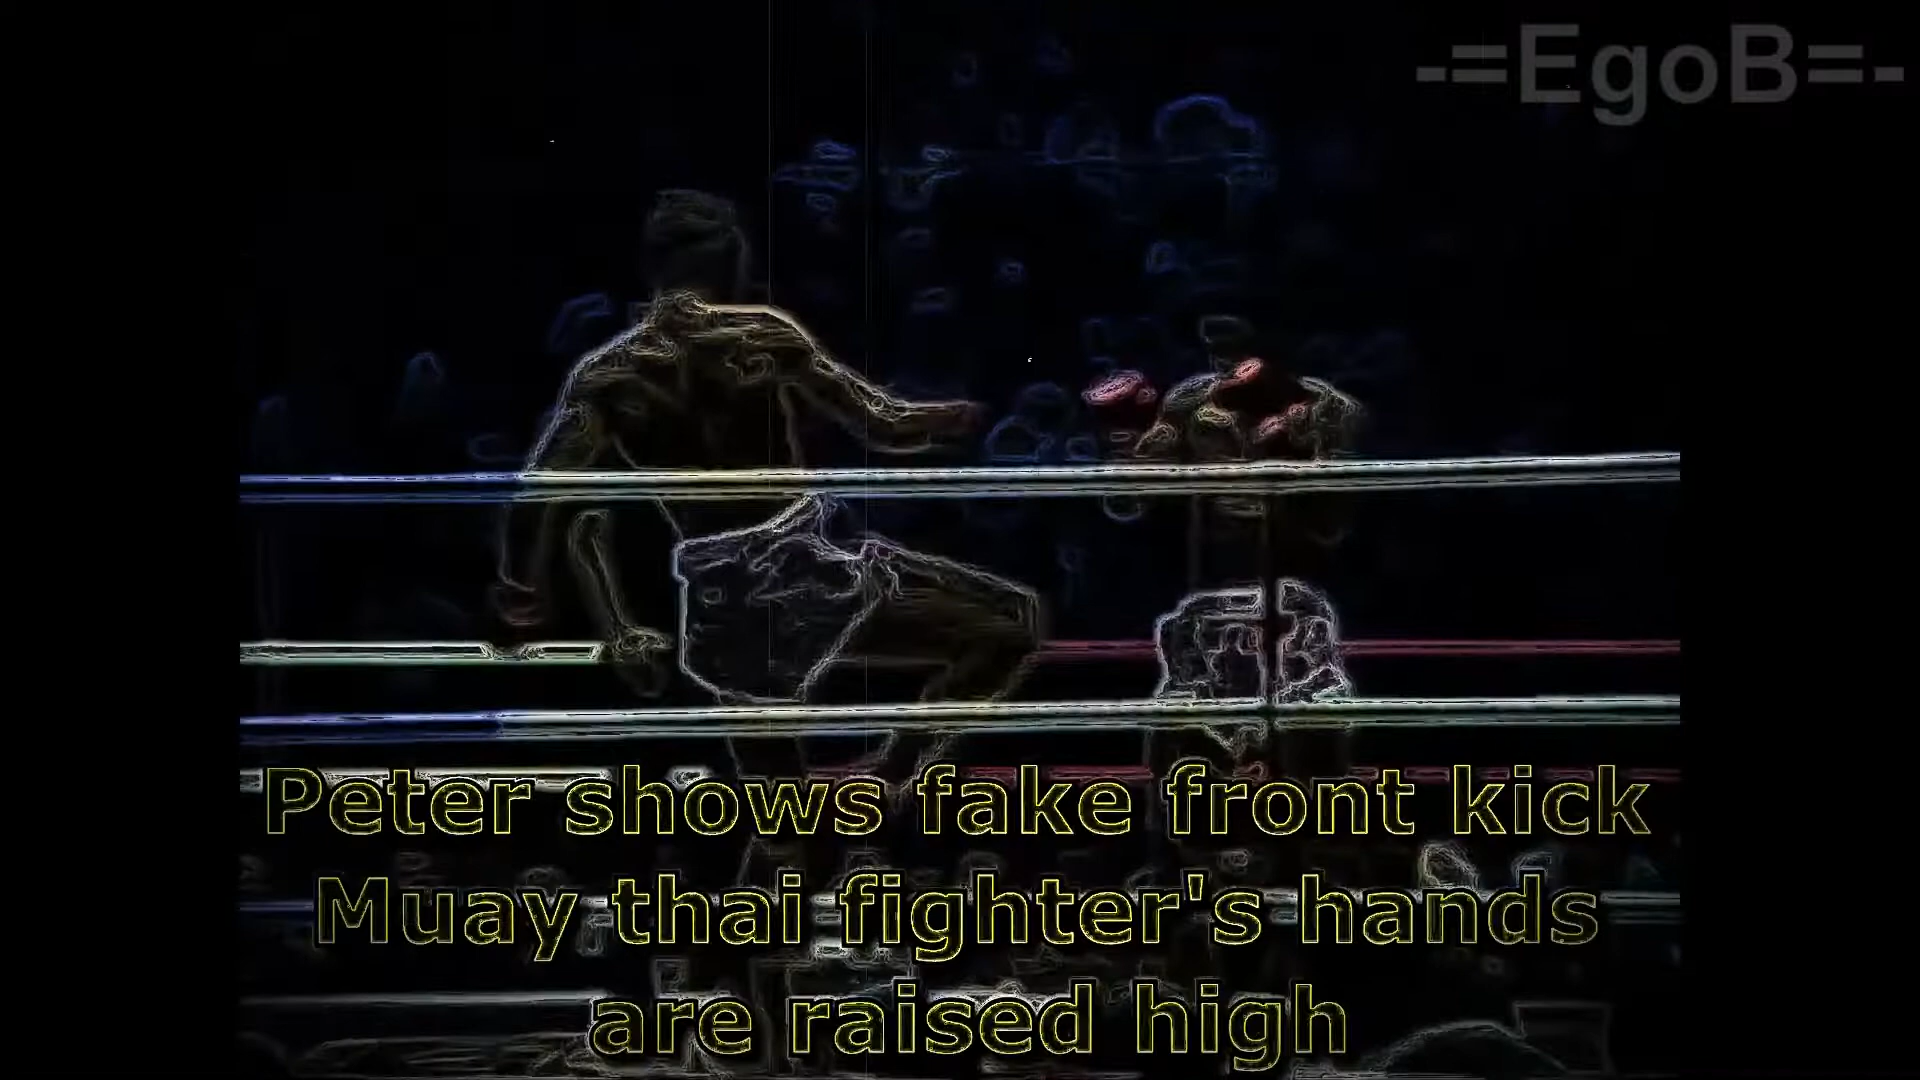 -=EgoB=-
Peter shows fake front kick
Muay thai fighter's hands
are raised high